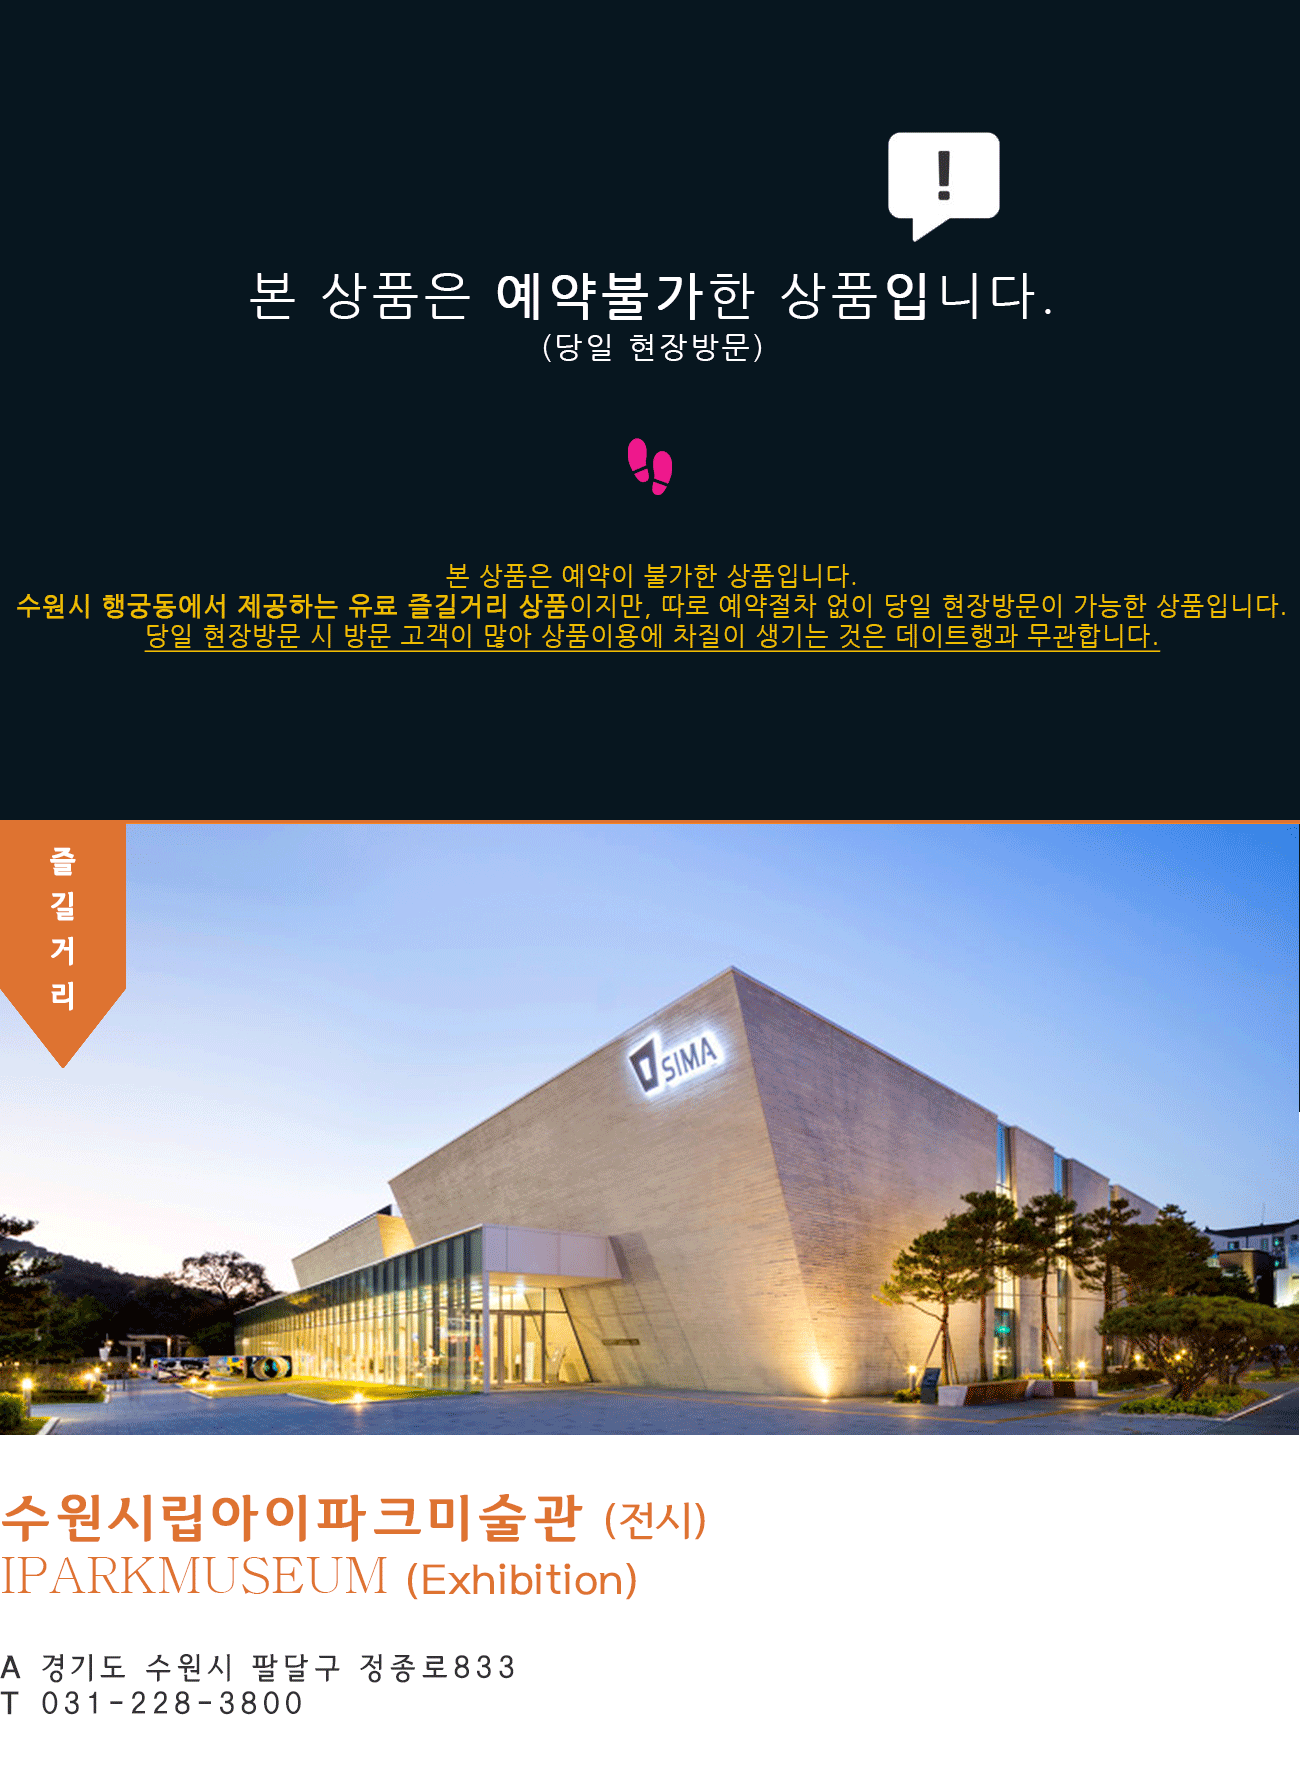 !
본 상품은 예약불가한 상품입니다.
(당일 현장방문)
본 상품은 예약이 불가한 상품입니다.
수원시 행궁동에서 제공하는 유료 즐길거리 상품이지만, 따로 예약절차 없이 당일 현장방문이 가능한 상품입니다.
당일 현장방문 시 방문 고객이 많아 상품이용에 차질이 생기는 것은 데이트행과 무관합니다.
즐
길
거
리
SIMA
수원시립아이파크미술관 (전시)
IPARKMUSEUM (Exhibition)
A 경기도 수원시 팔달구 정종로833
T 031-228-3800